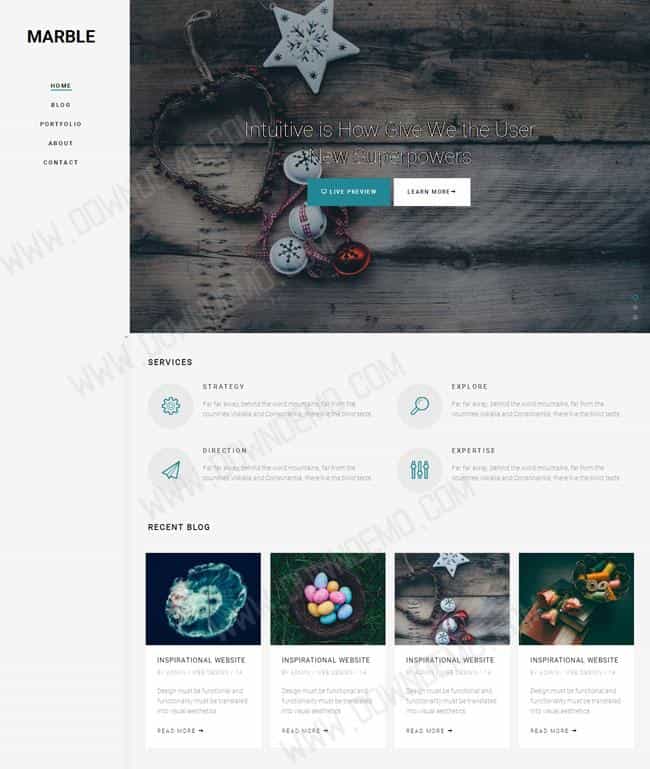 MARBLE
HOME
BLOG
PORTFOLIO
ABOUT
CONTACT
Intuitive is How Give We the User
New Superpowers
LIVE PREVIEW
LEARN MORE
SERVICES
STRATEGY
Far far away, behind the word mountains, far from the
countries Vokalia and Consonantia, there live the blind texts.
EXPLORE
Far far away, behind the word mountains, far from the
countries Vokalia and Consonantia, there live the blind texts.
DIRECTION
Far far away, behind the word mountains, far from the
countries Vokalia and Consonantia, there live the blind texts.
EXPERTISE
Far far away, behind the word mountains, far from the
countries Vokalia and Consonantia, there live the blind texts.
RECENT BLOG
INSPIRATIONAL WEBSITE
BY ADMIN / WEB DESIGN / 14
Design must be functional and
functionality must be translated
into visual aesthetics
READ MORE
INSPIRATIONAL WEBSITE
BY ADMIN / WEB DESIGN / 14
Design must be functional and
functionality must be translated
into visual aesthetics
READ MORE
INSPIRATIONAL WEBSITE
BY ADMIN / WEB DESIGN / 14
Design must be functional and
functionality must be translated
into visual aesthetics
READ MORE
INSPIRATIONAL WEBSITE
BY ADMIN / WEB DESIGN / 14
Design must be functional and
functionality must be translated
into visual aesthetics
READ MORE
WWW.DOWNDEMO.COM
WWW.DOWNDEMO.COM
WWW.DOWNDEMO.COM
WWW.DOWNDEMO.COM
WWW.DOWNDEMO.COM